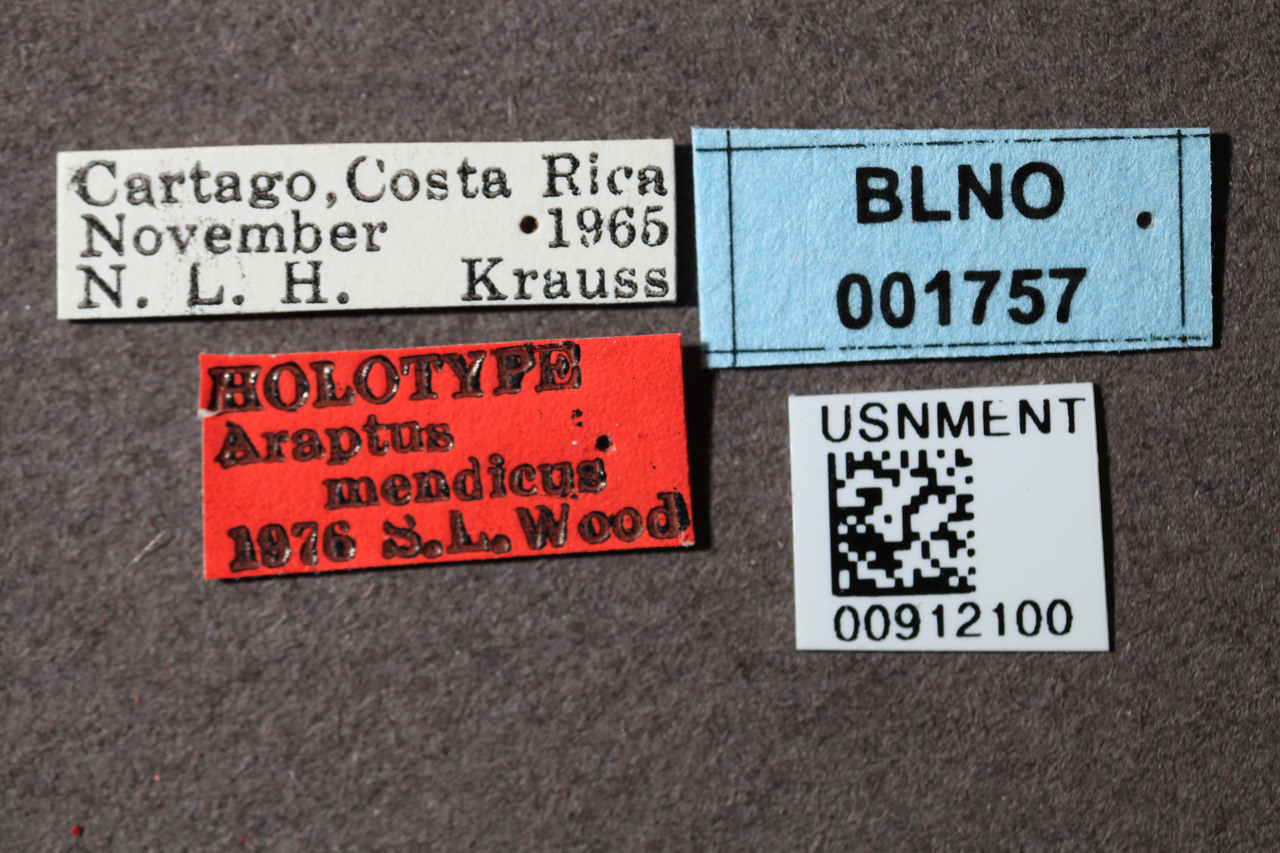 Cartago, Costa Rica
November 1965
N. L. H. Krauss
BLNO
001757
HOLOTYPE
Araptus
mendicus
1976 S.L. Wood
USNMENT
00912100